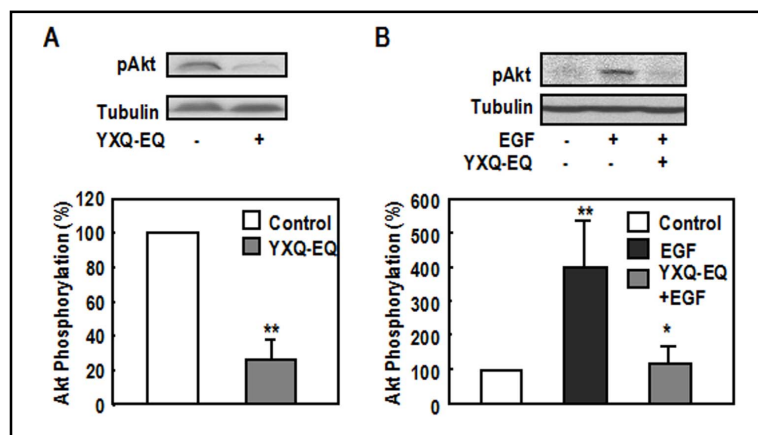 A
pAkt
Tubulin
YXQ-EQ - +
Akt Phosphorylation (%)
120
100
80
60
40
20
0
Control
YXQ-EQ
**
B
pAkt
Tubulin
EGF - + +
YXQ-EQ - - +
Akt Phosphorylation (%)
600
500
400
300
200
100
0
**
Control
EGF
YXQ-EQ
+EGF
*